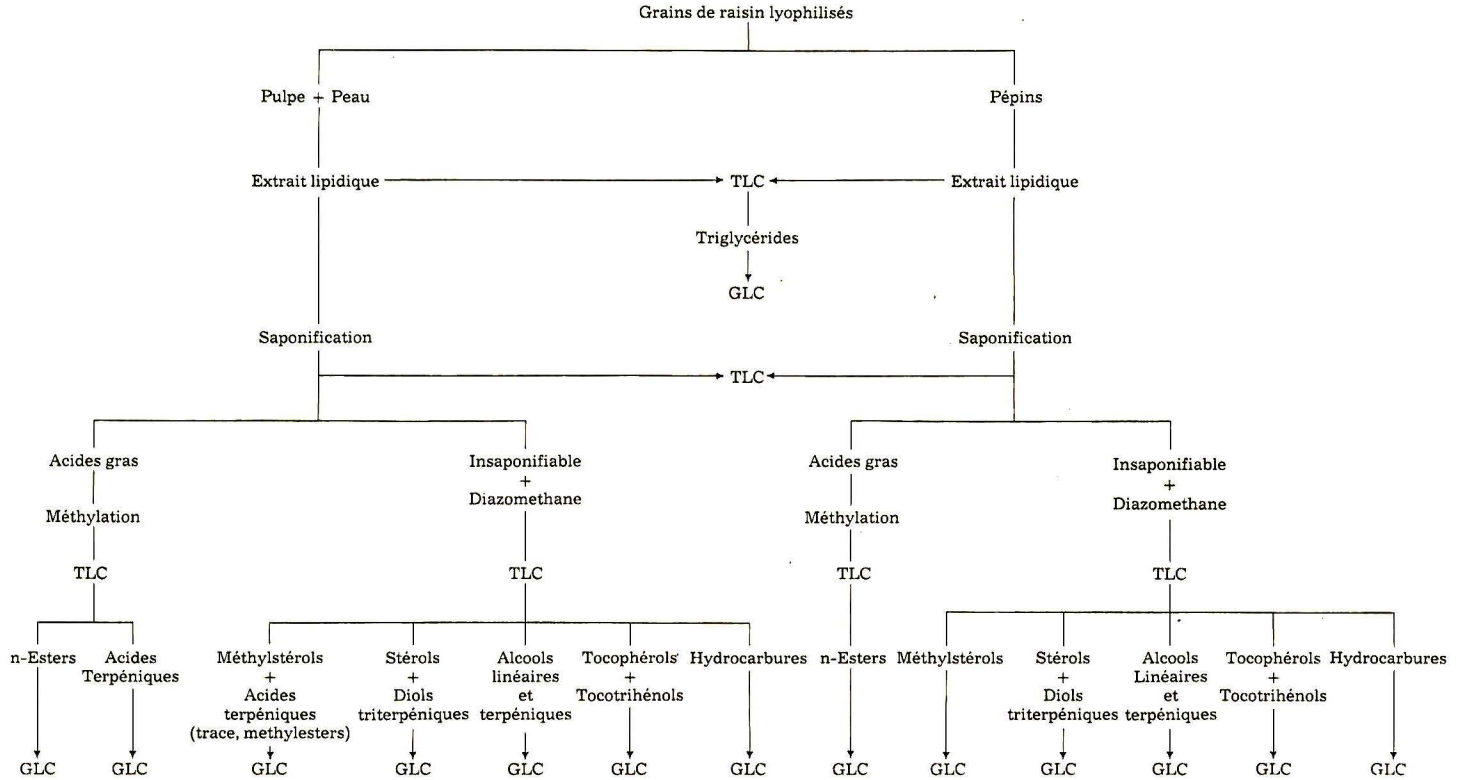 Grains de raisin lyophilisés
Pulpe + Peau
Pépins
Extrait lipidique
TLC
Extrait lipidique
Triglycérides
GLC
Saponification
Saponification
TLC
Acides gras
Insaponifiable
+
Diazomethane
Acides gras
Insaponifiable
+
Diazomethane
Méthylation
Méthylation
TLC
TLC
TLC
TLC
n-Esters
Acides
Terpéniques
Méthylstérols
+
Acides
terpéniques
(trace, methylesters)
Stérols
+
Diols
triterpéniques
Alcools
linéaires
et
terpéniques
Tocophérols
+
Tocotrihénols
Hydrocarbures
n-Esters
Méthylstérols
Stérols
+
Diols
triterpéniques
Alcools
Linéaires
et
terpéniques
Tocophérols
+
Tocotrihénols
Hydrocarbures
GLC
GLC
GLC
GLC
GLC
GLC
GLC
GLC
GLC
GLC
GLC
GLC
GLC